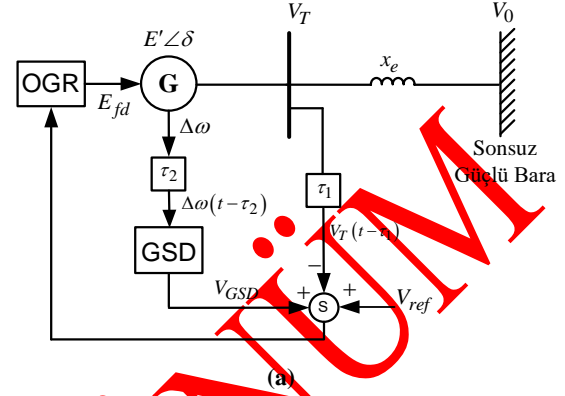 V_T
V_0
E'∠δ
x_e
OGR
G
E_fd
Δω
Sonsuz
Güçlü Bara
τ_2
τ_1
Δω(t−τ_2)
V_T(t−τ_1)
GSD
−
V_GSD
+
+
S
V_ref
(a)